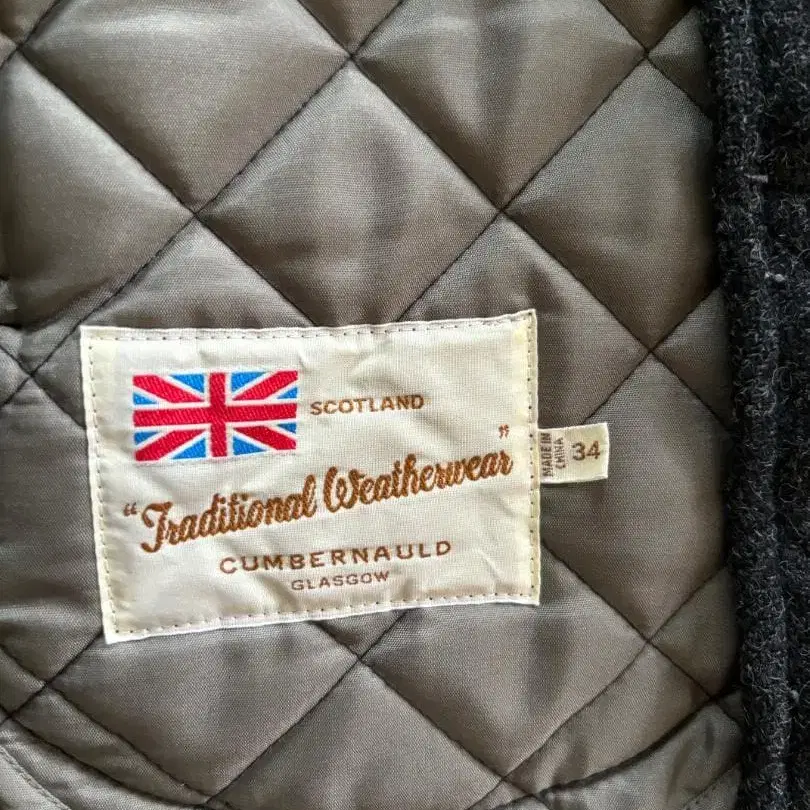 SCOTLAND
"Traditional Weatherwear"
CUMBERNAULD
GLASGOW
MADE IN
CHINA
34